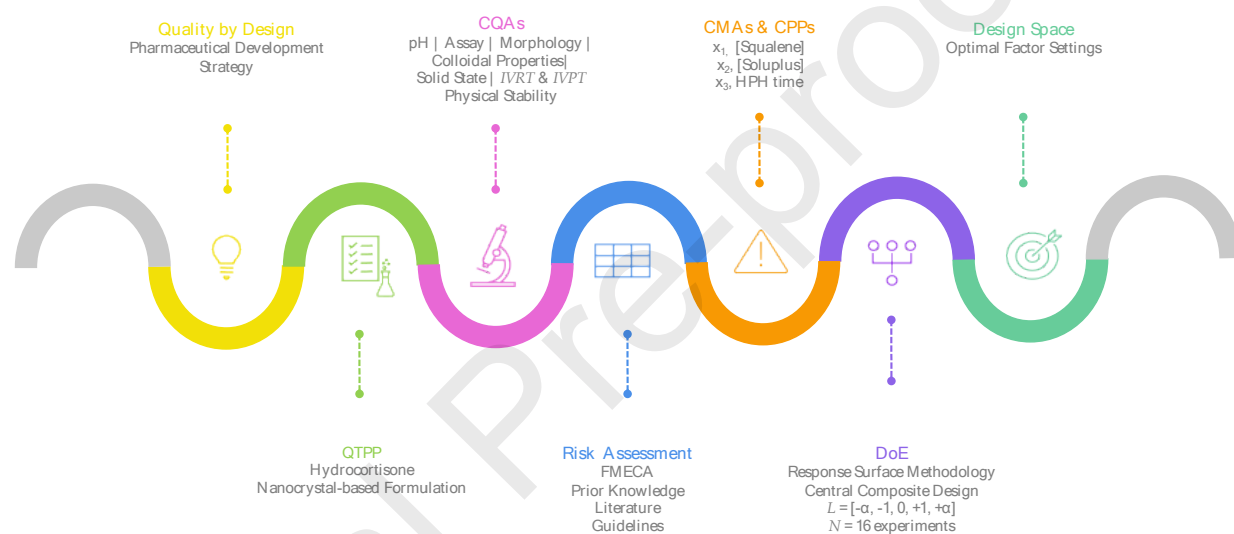 Quality by Design
Pharmaceutical Development
Strategy
CQAs
pH | Assay | Morphology |
Colloidal Properties|
Solid State | IVRT & IVPT
Physical Stability
CMAs & CPPs
x1, [Squalene]
x2, [Soluplus]
x3, HPH time
Design Space
Optimal Factor Settings
QTPP
Hydrocortisone
Nanocrystal-based Formulation
Risk Assessment
FMECA
Prior Knowledge
Literature
Guidelines
DoE
Response Surface Methodology
Central Composite Design
L = [-α, -1, 0, +1, +α]
N = 16 experiments
l Pre-proo